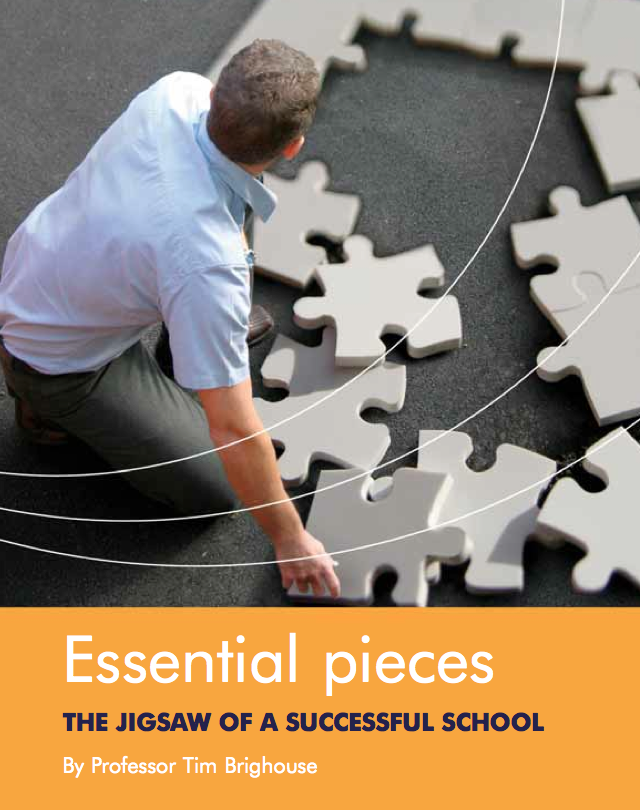 Essential pieces
THE JIGSAW OF A SUCCESSFUL SCHOOL
By Professor Tim Brighouse